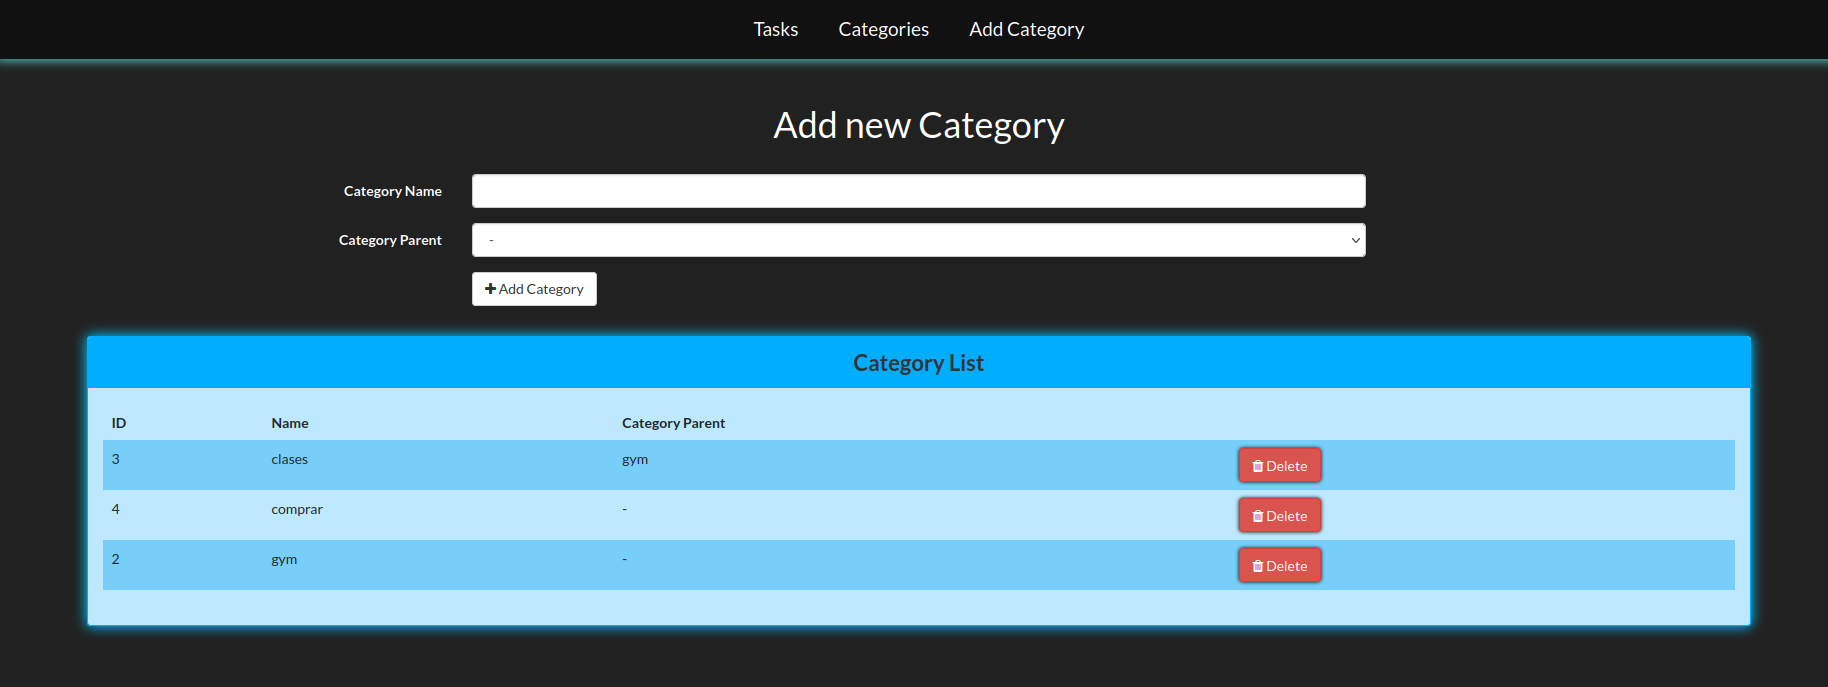 Tasks Categories Add Category
Add new Category
Category Name
Category Parent -
Add Category
Category List
ID Name Category Parent
3 clases gym Delete
4 comprar - Delete
2 gym - Delete